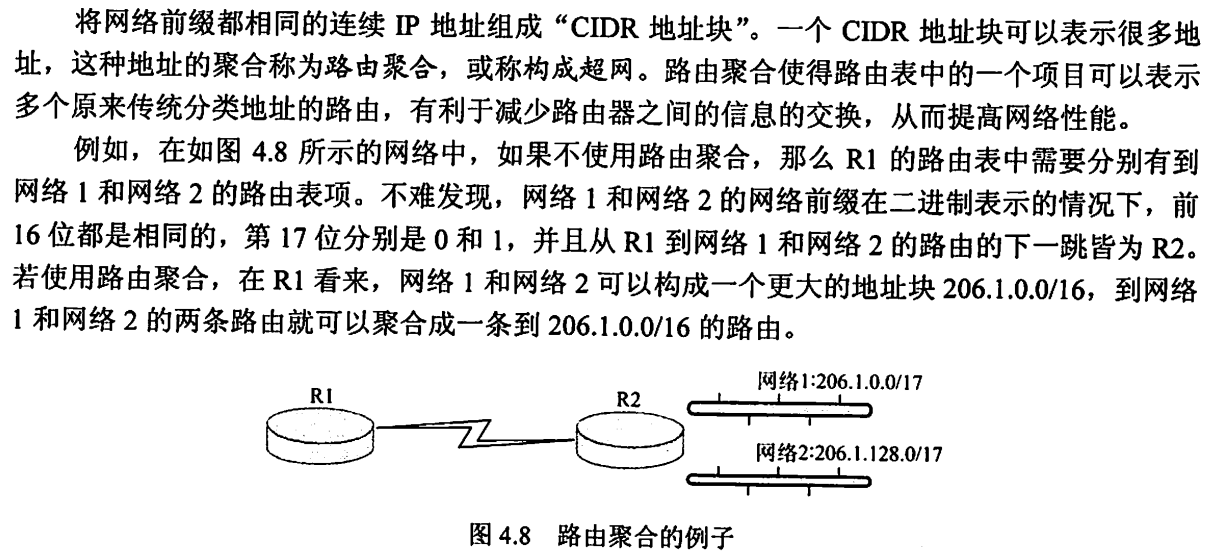 将网络前缀都相同的连续 IP 地址组成“CIDR 地址块”。一个 CIDR 地址块可以表示很多地
址，这种地址的聚合称为路由聚合，或称构成超网。路由聚合使得路由表中的一个项目可以表示
多个原来传统分类地址的路由，有利于减少路由器之间的信息的交换，从而提高网络性能。
例如，在如图 4.8 所示的网络中，如果不使用路由聚合，那么 R1 的路由表中需要分别有到
网络 1 和网络 2 的路由表项。不难发现，网络 1 和网络 2 的网络前缀在二进制表示的情况下，前
16 位都是相同的，第 17 位分别是 0 和 1，并且从 R1 到网络 1 和网络 2 的路由的下一跳皆为 R2。
若使用路由聚合，在 R1 看来，网络 1 和网络 2 可以构成一个更大的地址块 206.1.0.0/16，到网络
1 和网络 2 的两条路由就可以聚合成一条到 206.1.0.0/16 的路由。
网络1:206.1.0.0/17
R1
R2
网络2:206.1.128.0/17
图 4.8 路由聚合的例子